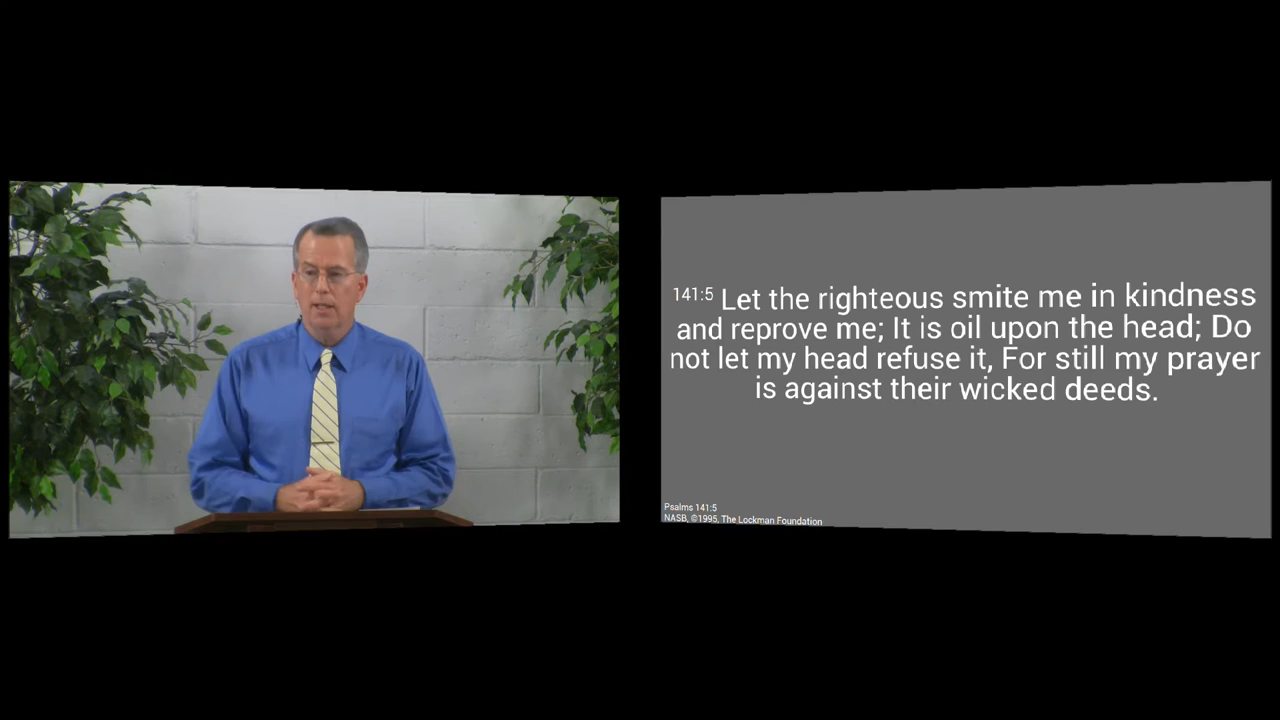 141:5 Let the righteous smite me in kindness
and reprove me; It is oil upon the head; Do
not let my head refuse it, For still my prayer
is against their wicked deeds.
Psalms 141:5
NASB, ©1995, The Lockman Foundation